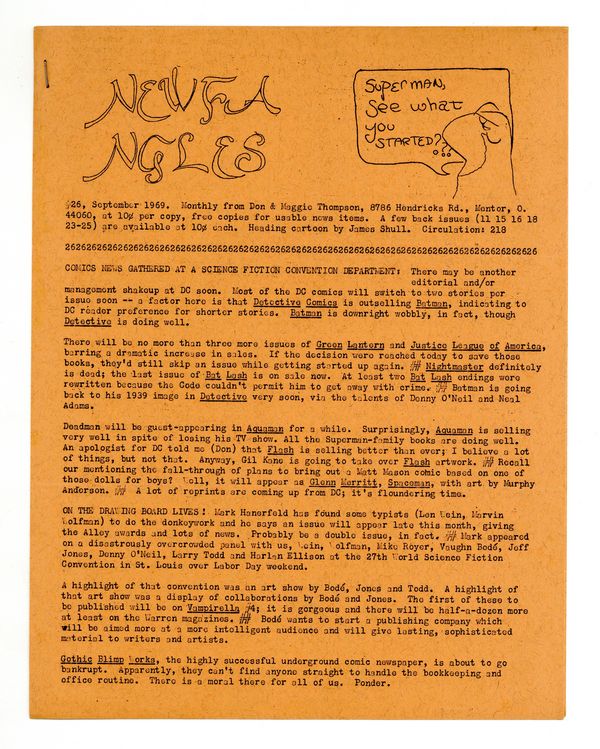 NEWFA
NGLES
SUPERMAN,
See what
you
STARTED?
#26, September 1969. Monthly from Don & Maggie Thompson, 8786 Hendricks Rd., Mentor, O.
44060, at 10¢ per copy, free copies for usable news items. A few back issues (11 15 16 18
23-25) are available at 10¢ each. Heading cartoon by James Shull. Circulation: 218
26262626262626262626262626262626262626262626262626262626262626262626262626262626262626
COMICS NEWS GATHERED AT A SCIENCE FICTION CONVENTION DEPARTMENT: There may be another
editorial and/or
management shakeup at DC soon. Most of the DC comics will switch to two stories per
issue soon -- a factor here is that Detective Comics is outselling Batman, indicating to
DC reader preference for shorter stories. Batman is downright wobbly, in fact, though
Detective is doing well.
There will be no more than three more issues of Green Lantern and Justice League of America,
barring a dramatic increase in sales. If the decision were reached today to save those
books, they'd still skip an issue while getting started up again. ## Nightmaster definitely
is dead; the last issue of Bat Lash is on sale now. At least two Bat Lash endings were
rewritten because the Code couldn't permit him to get away with crime. ## Batman is going
back to his 1939 image in Detective very soon, via the talents of Denny O'Neil and Neal
Adams.
Deadman will be guest-appearing in Aquaman for a while. Surprisingly, Aquaman is selling
very well in spite of losing his TV show. All the Superman-family books are doing well.
An apologist for DC told me (Don) that Flash is selling better than ever; I believe a lot
of things, but not that. Anyway, Gil Kane is going to take over Flash artwork. ## Recall
our mentioning the fall-through of plans to bring out a Matt Mason comic based on one of
those dolls for boys? Well, it will appear as Glenn Merritt, Spaceman, with art by Murphy
Anderson. ## A lot of reprints are coming up from DC; it's floundering time.
ON THE DRAWING BOARD LIVES! Mark Hanerfeld has found some typists (Len Wein, Marvin
Wolfman) to do the donkeywork and he says an issue will appear late this month, giving
the Alley awards and lots of news. Probably be a double issue, in fact. ## Mark appeared
on a disastrously overcrowded panel with us, Wein, Wolfman, Mike Royer, Vaughn Bodé, Jeff
Jones, Denny O'Neil, Larry Todd and Harlan Ellison at the 27th World Science Fiction
Convention in St. Louis over Labor Day weekend.
A highlight of that convention was an art show by Bodé, Jones and Todd. A highlight of
that art show was a display of collaborations by Bodé and Jones. The first of these to
be published will be on Vampirella #4; it is gorgeous and there will be half-a-dozen more
at least on the Warren magazines. ## Bodé wants to start a publishing company which
will be aimed more at a more intelligent audience and will give lasting, sophisticated
material to writers and artists.
Gothic Blimp Works, the highly successful underground comic newspaper, is about to go
bankrupt. Apparently, they can't find anyone straight to handle the bookkeeping and
office routine. There is a moral there for all of us. Ponder.